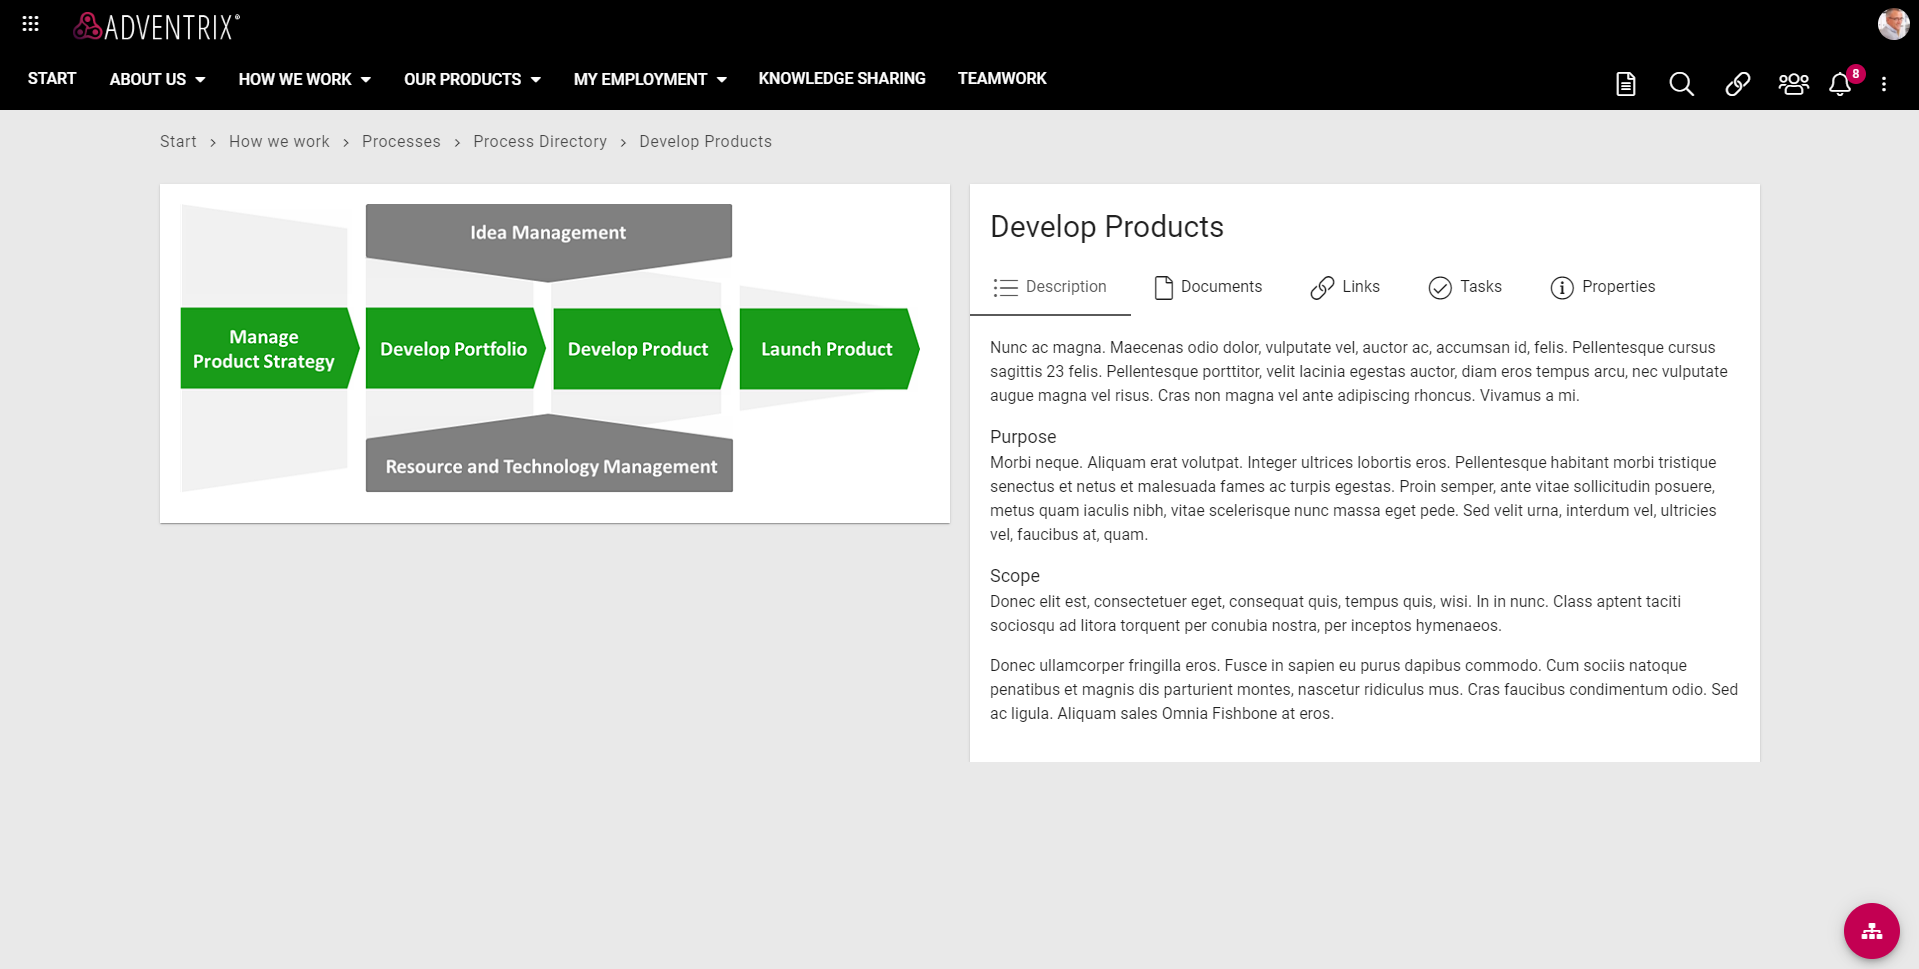 ADVENTRIX®
START ABOUT US HOW WE WORK OUR PRODUCTS MY EMPLOYMENT KNOWLEDGE SHARING TEAMWORK
8
Start > How we work > Processes > Process Directory > Develop Products
Idea Management
Manage
Product Strategy
Develop Portfolio
Develop Product
Launch Product
Resource and Technology Management
Develop Products
Description Documents Links Tasks Properties
Nunc ac magna. Maecenas odio dolor, vulputate vel, auctor ac, accumsan id, felis. Pellentesque cursus
sagittis 23 felis. Pellentesque porttitor, velit lacinia egestas auctor, diam eros tempus arcu, nec vulputate
augue magna vel risus. Cras non magna vel ante adipiscing rhoncus. Vivamus a mi.
Purpose
Morbi neque. Aliquam erat volutpat. Integer ultrices lobortis eros. Pellentesque habitant morbi tristique
senectus et netus et malesuada fames ac turpis egestas. Proin semper, ante vitae sollicitudin posuere,
metus quam iaculis nibh, vitae scelerisque nunc massa eget pede. Sed velit urna, interdum vel, ultricies
vel, faucibus at, quam.
Scope
Donec elit est, consectetuer eget, consequat quis, tempus quis, wisi. In in nunc. Class aptent taciti
sociosqu ad litora torquent per conubia nostra, per inceptos hymenaeos.
Donec ullamcorper fringilla eros. Fusce in sapien eu purus dapibus commodo. Cum sociis natoque
penatibus et magnis dis parturient montes, nascetur ridiculus mus. Cras faucibus condimentum odio. Sed
ac ligula. Aliquam sales Omnia Fishbone at eros.